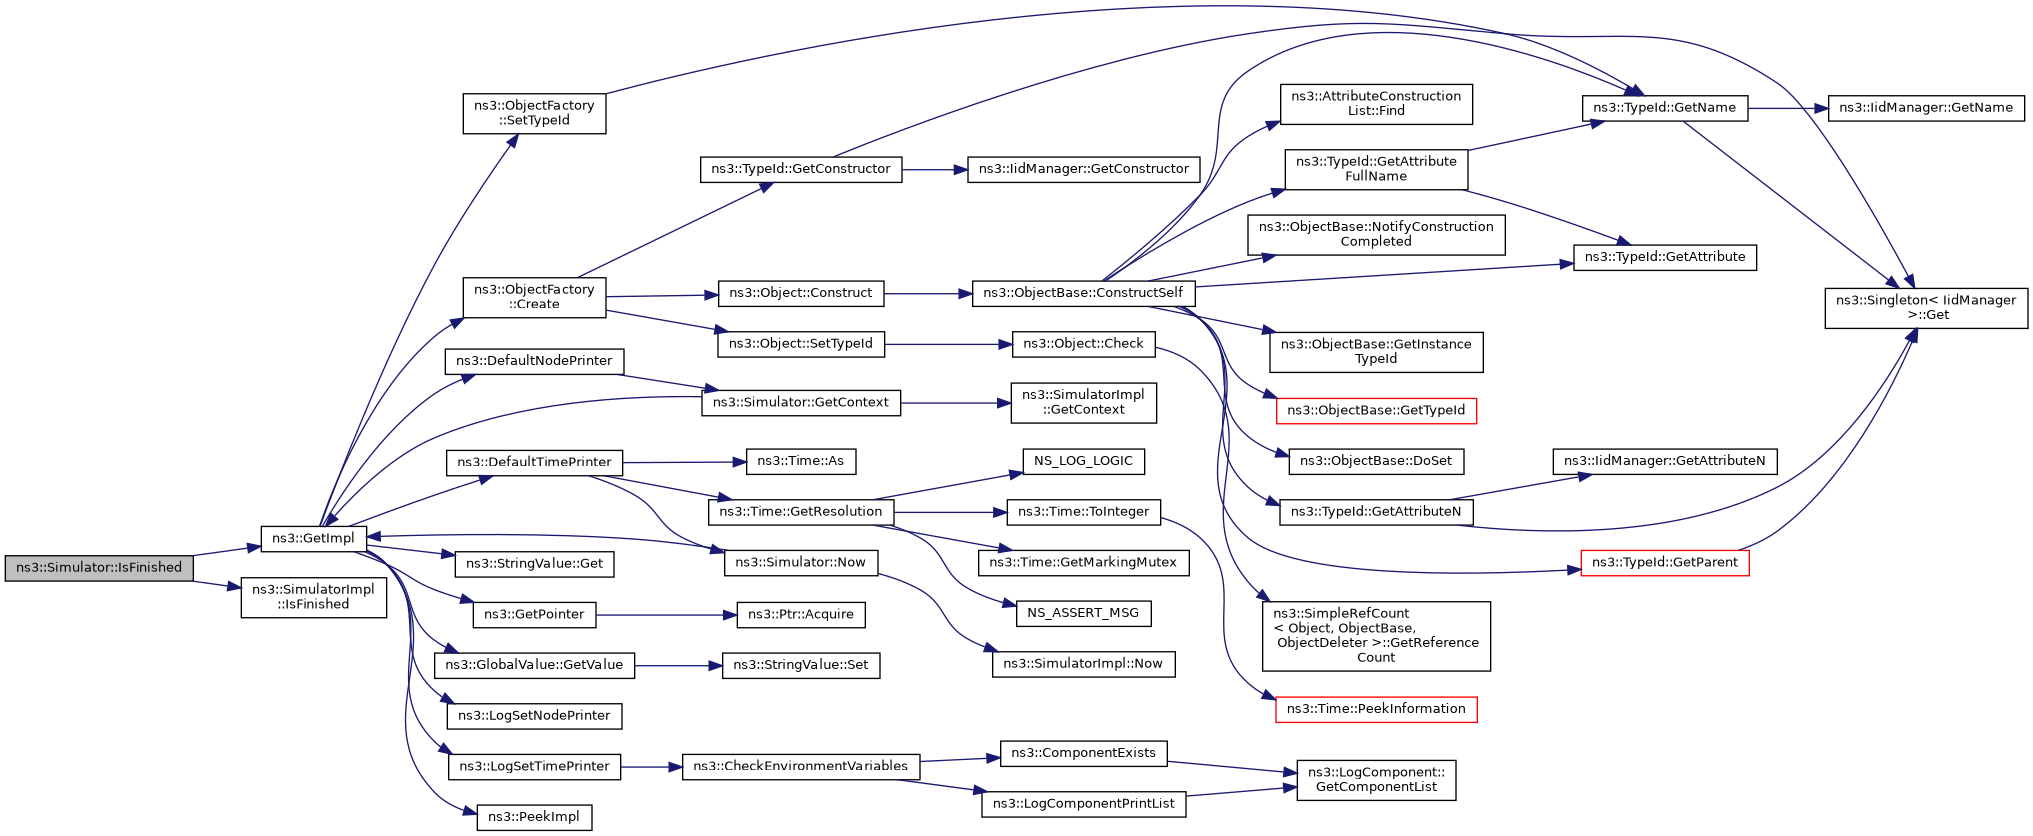 ns3::Simulator::IsFinished
ns3::GetImpl
ns3::SimulatorImpl
::IsFinished
ns3::ObjectFactory
::SetTypeId
ns3::ObjectFactory
::Create
ns3::DefaultNodePrinter
ns3::DefaultTimePrinter
ns3::StringValue::Get
ns3::GetPointer
ns3::GlobalValue::GetValue
ns3::LogSetNodePrinter
ns3::LogSetTimePrinter
ns3::PeekImpl
ns3::TypeId::GetConstructor
ns3::Object::Construct
ns3::Object::SetTypeId
ns3::Simulator::GetContext
ns3::Time::As
ns3::Time::GetResolution
ns3::Simulator::Now
ns3::Ptr::Acquire
ns3::StringValue::Set
ns3::CheckEnvironmentVariables
ns3::IidManager::GetConstructor
ns3::ObjectBase::ConstructSelf
ns3::Object::Check
ns3::SimulatorImpl
::GetContext
NS_LOG_LOGIC
ns3::Time::ToInteger
ns3::Time::GetMarkingMutex
NS_ASSERT_MSG
ns3::SimulatorImpl::Now
ns3::ComponentExists
ns3::LogComponentPrintList
ns3::AttributeConstruction
List::Find
ns3::TypeId::GetAttribute
FullName
ns3::ObjectBase::NotifyConstruction
Completed
ns3::ObjectBase::GetInstance
TypeId
ns3::ObjectBase::GetTypeId
ns3::ObjectBase::DoSet
ns3::TypeId::GetAttributeN
ns3::SimpleRefCount
< Object, ObjectBase,
ObjectDeleter >::GetReference
Count
ns3::Time::PeekInformation
ns3::LogComponent::
GetComponentList
ns3::TypeId::GetName
ns3::TypeId::GetAttribute
ns3::IidManager::GetAttributeN
ns3::TypeId::GetParent
ns3::IidManager::GetName
ns3::Singleton< IidManager
>::Get